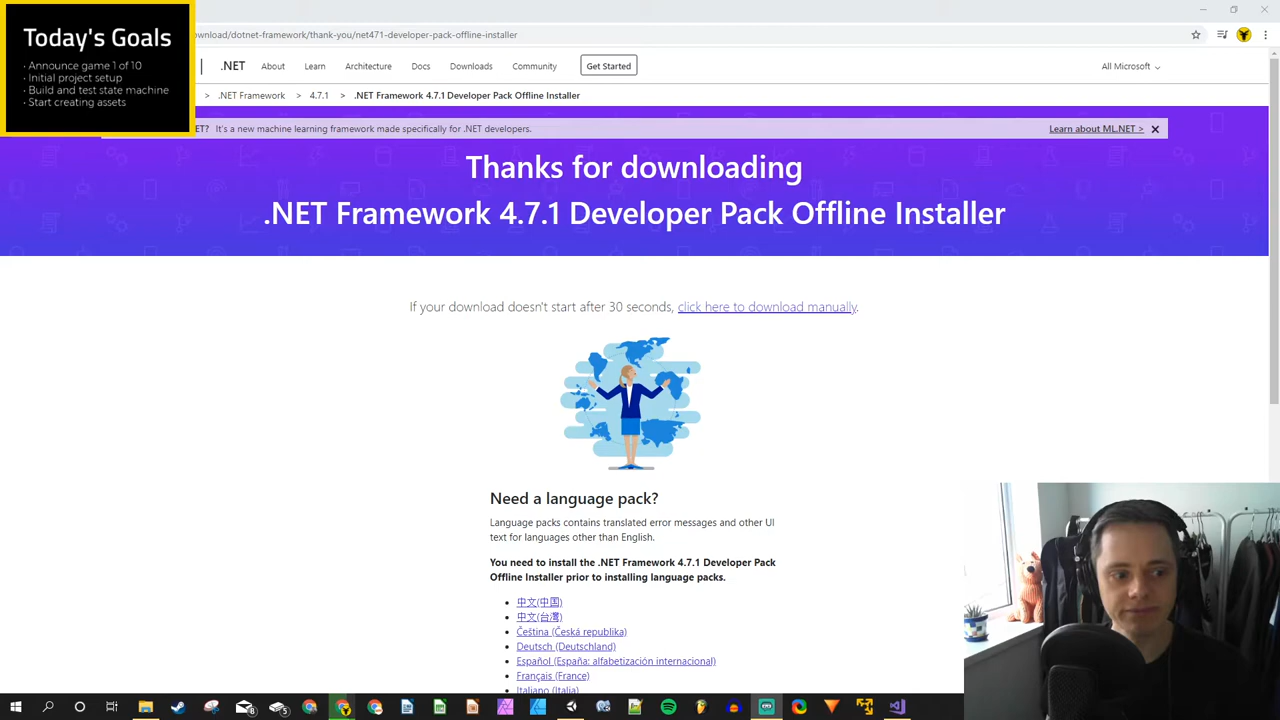 Today's Goals
· Announce game 1 of 10
· Initial project setup
· Build and test state machine
· Start creating assets
wnload/dotnet-framework/thank-you/net471-developer-pack-offline-installer
.NET About Learn Architecture Docs Downloads Community Get Started All Microsoft
> .NET Framework > 4.7.1 > .NET Framework 4.7.1 Developer Pack Offline Installer
ET? It's a new machine learning framework made specifically for .NET developers. Learn about ML.NET >
Thanks for downloading
.NET Framework 4.7.1 Developer Pack Offline Installer
If your download doesn't start after 30 seconds, click here to download manually.
Need a language pack?
Language packs contains translated error messages and other UI
text for languages other than English.
You need to install the .NET Framework 4.7.1 Developer Pack
Offline Installer prior to installing language packs.
• 中文(中国)
• 中文(台灣)
• Čeština (Česká republika)
• Deutsch (Deutschland)
• Español (España: alfabetización internacional)
• Français (France)
• Italiano (Italia)